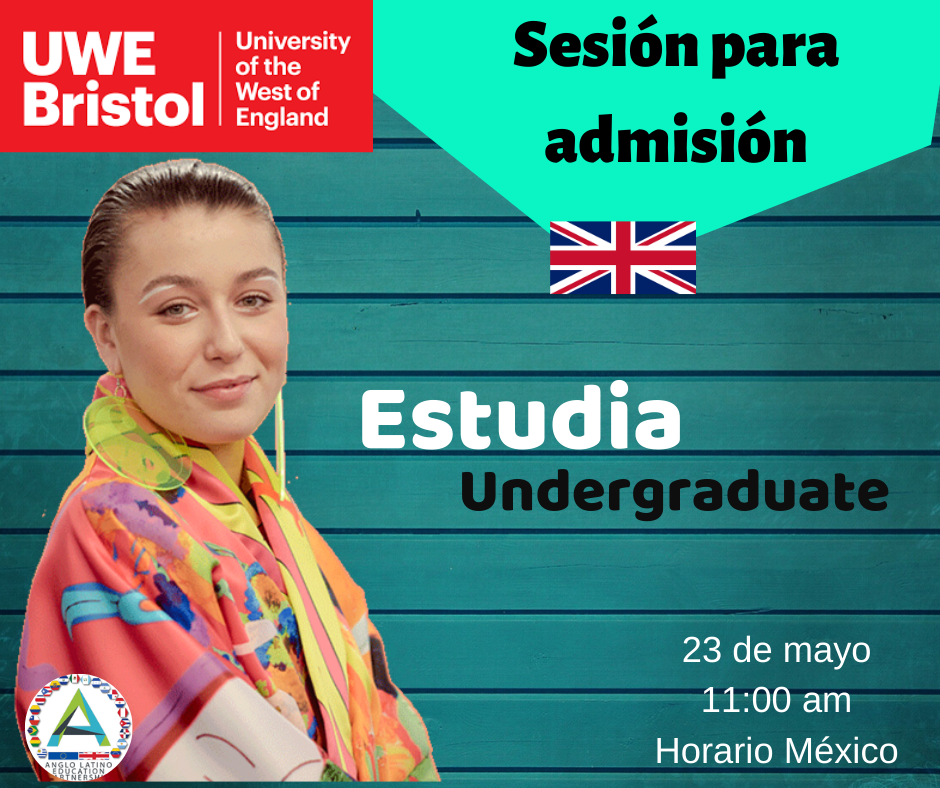 UWE
Bristol
University
of the
West of
England
Sesión para
admisión
Estudia
Undergraduate
23 de mayo
11:00 am
Horario México
ANGLO LATINO
EDUCATION
PARTNERSHIP